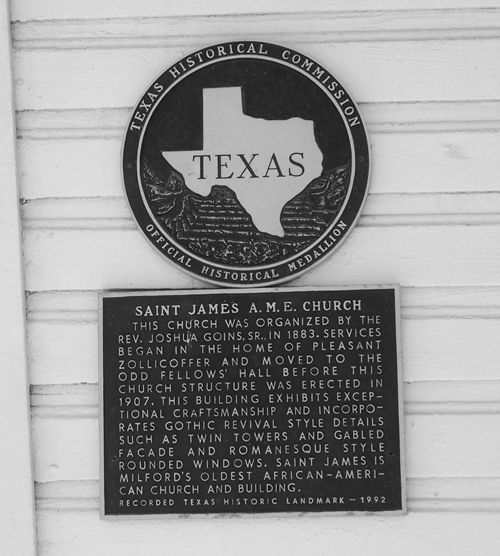 TEXAS HISTORICAL COMMISSION
TEXAS
OFFICIAL HISTORICAL MEDALLION
SAINT JAMES A.M.E. CHURCH
THIS CHURCH WAS ORGANIZED BY THE
REV. JOSHUA GOINS, SR., IN 1883. SERVICES
BEGAN IN THE HOME OF PLEASANT
ZOLLICOFFER AND MOVED TO THE
ODD FELLOWS' HALL BEFORE THIS
CHURCH STRUCTURE WAS ERECTED IN
1907. THIS BUILDING EXHIBITS EXCEP-
TIONAL CRAFTSMANSHIP AND INCORPO-
RATES GOTHIC REVIVAL STYLE DETAILS
SUCH AS TWIN TOWERS AND GABLED
FACADE AND ROMANESQUE STYLE
ROUNDED WINDOWS. SAINT JAMES IS
MILFORD'S OLDEST AFRICAN-AMERI-
CAN CHURCH AND BUILDING.
RECORDED TEXAS HISTORIC LANDMARK – 1992